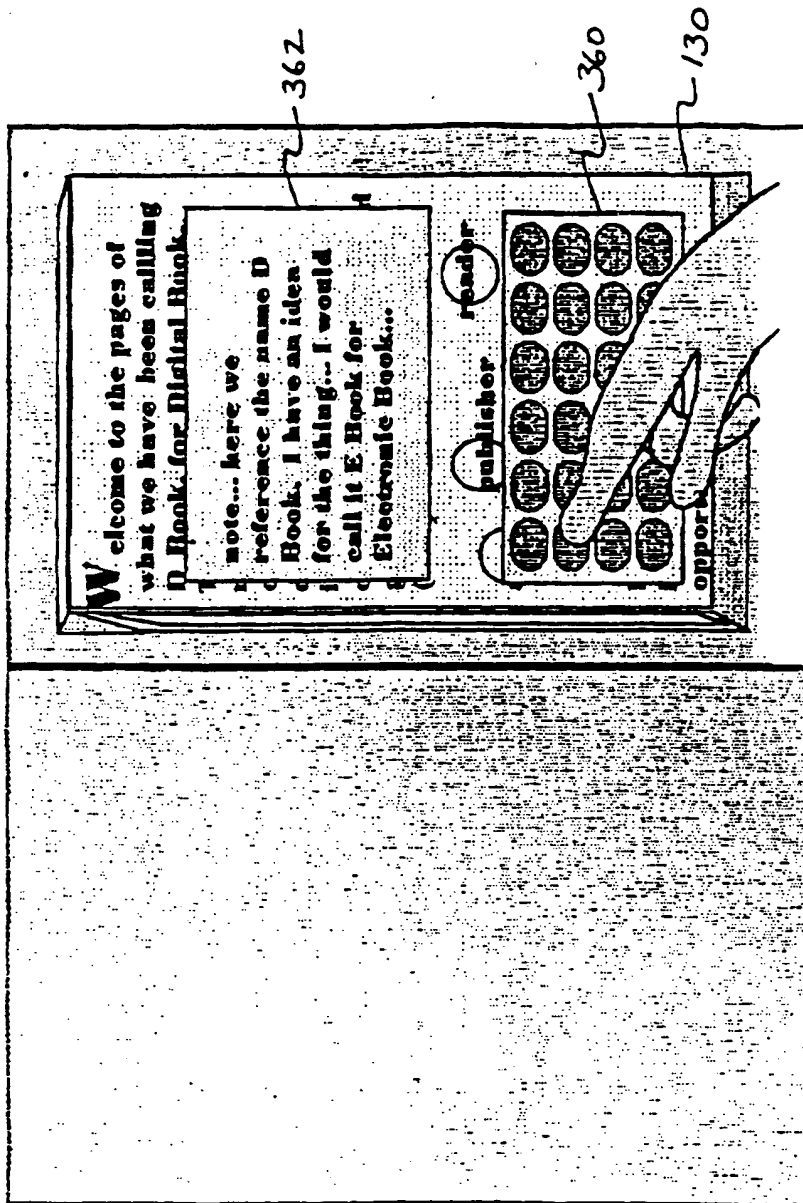 Welcome to the pages of
what we have been callling
D Book, for Digital Book.
note... here we
reference the name D
Book. I have an idea
for the thing... I would
call it E Book for
Electronic Book...
publisher reader
opport
362
360
130